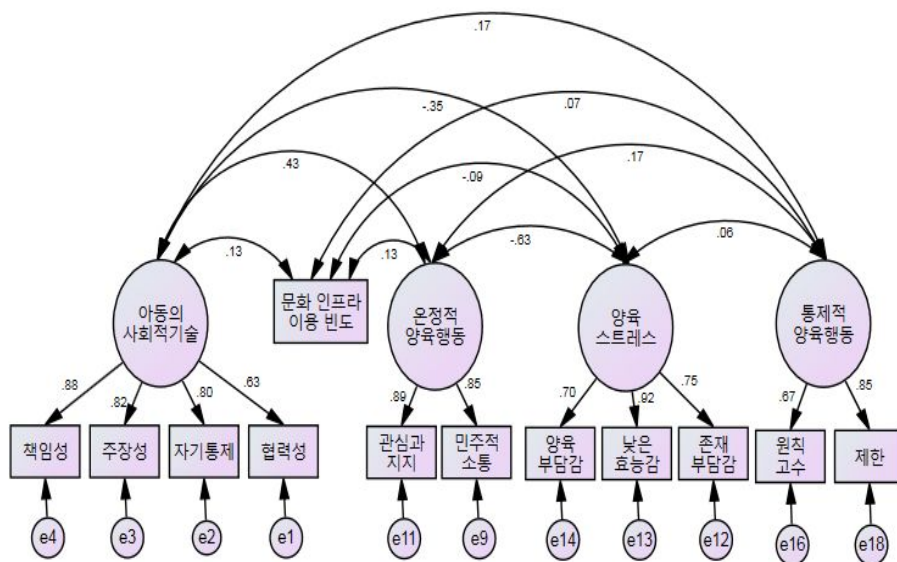 .17
-.35
.07
.43
.17
-.09
.13
.13
-.63
.06
아동의
사회적기술
문화 인프라
이용 빈도
온정적
양육행동
양육
스트레스
통제적
양육행동
.88
.82
.80
.63
.89
.85
.70
.92
.75
.67
.85
책임성
주장성
자기통제
협력성
관심과
지지
민주적
소통
양육
부담감
낮은
효능감
존재
부담감
원칙
고수
제한
e4
e3
e2
e1
e11
e9
e14
e13
e12
e16
e18